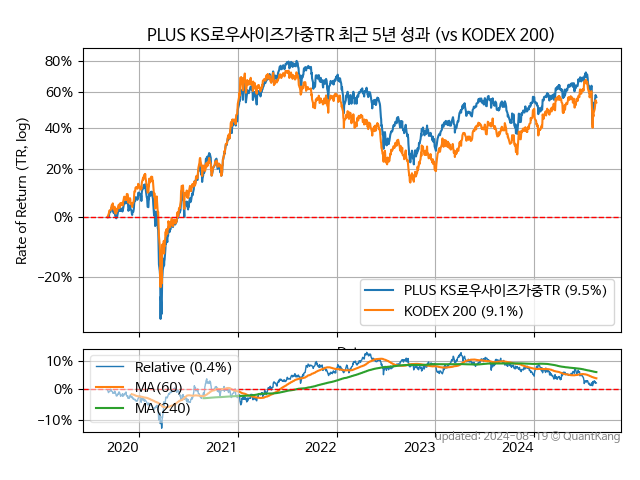 PLUS KS로우사이즈가중TR 최근 5년 성과 (vs KODEX 200)
Rate of Return (TR, log)
80%
60%
40%
20%
0%
−20%
PLUS KS로우사이즈가중TR (9.5%)
KODEX 200 (9.1%)
10%
0%
−10%
Relative (0.4%)
MA(60)
MA(240)
2020
2021
2022
2023
2024
updated: 2024-08-19 © QuantKang